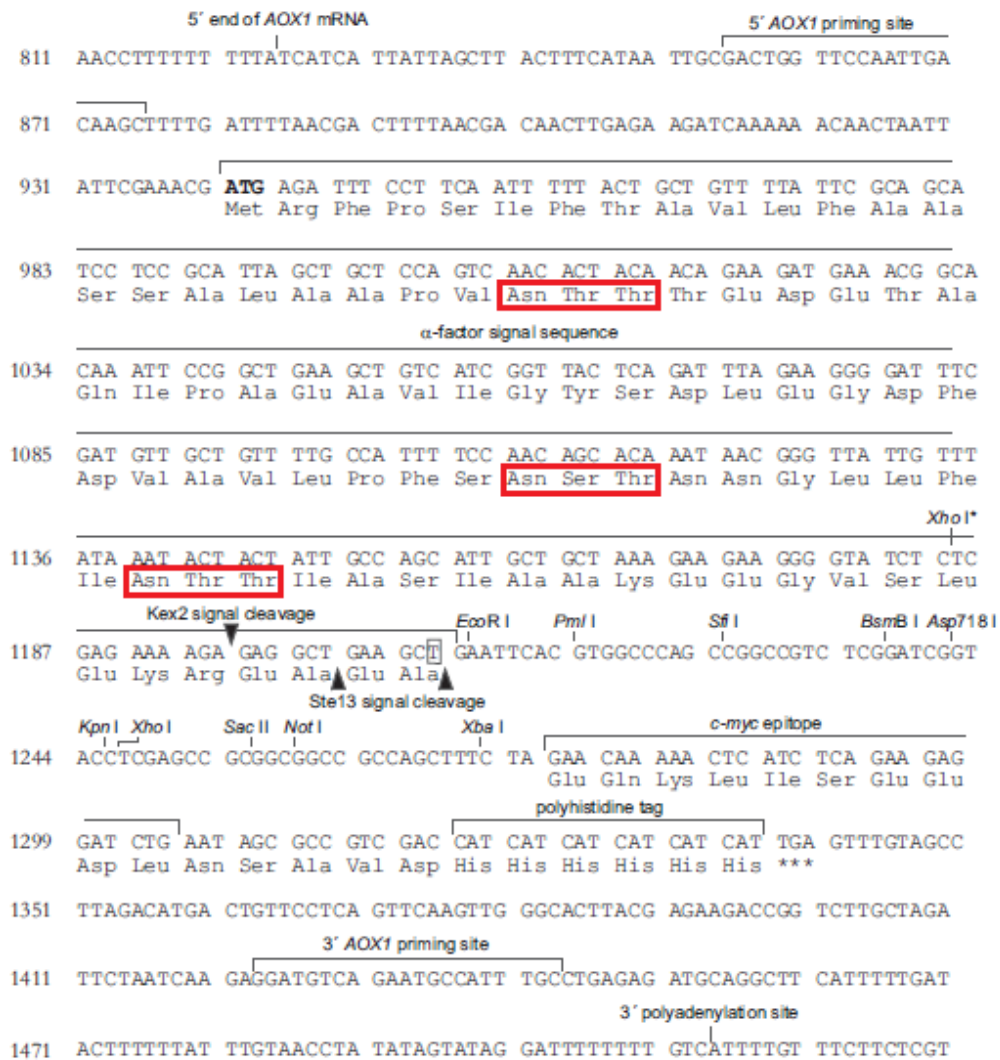 5´ end of AOX1 mRNA 5´ AOX1 priming site
811 AACCTTTTTT TTTATCATCA TTATTAGCTT ACTTTCATAA TTGCGACTGG TTCCAATTGA
871 CAAGCTTTTG ATTTTAACGA CTTTTAACGA CAACTTGAGA AGATCAAAAA ACAACTAATT
931 ATTCGAAACG ATG AGA TTT CCT TCA ATT TTT ACT GCT GTT TTA TTC GCA GCA
Met Arg Phe Pro Ser Ile Phe Thr Ala Val Leu Phe Ala Ala
983 TCC TCC GCA TTA GCT GCT CCA GTC AAC ACT ACA ACA GAA GAT GAA ACG GCA
Ser Ser Ala Leu Ala Ala Pro Val Asn Thr Thr Thr Glu Asp Glu Thr Ala
α-factor signal sequence
1034 CAA ATT CCG GCT GAA GCT GTC ATC GGT TAC TCA GAT TTA GAA GGG GAT TTC
Gln Ile Pro Ala Glu Ala Val Ile Gly Tyr Ser Asp Leu Glu Gly Asp Phe
1085 GAT GTT GCT GTT TTG CCA TTT TCC AAC AGC ACA AAT AAC GGG TTA TTG TTT
Asp Val Ala Val Leu Pro Phe Ser Asn Ser Thr Asn Asn Gly Leu Leu Phe
Xho I*
1136 ATA AAT ACT ACT ATT GCC AGC ATT GCT GCT AAA GAA GAA GGG GTA TCT CTC
Ile Asn Thr Thr Ile Ala Ser Ile Ala Ala Lys Glu Glu Gly Val Ser Leu
Kex2 signal cleavage EcoR I Pml I Sfi I BsmB I Asp718 I
1187 GAG AAA AGA GAG GCT GAA GCT GAATTCAC GTGGCCCAG CCGGCCGTC TCGGATCGGT
Glu Lys Arg Glu Ala Glu Ala
Ste13 signal cleavage
Kpn I Xho I Sac II Not I Xba I c-myc epitope
1244 ACCTCGAGCC GCGGCGGCC GCCAGCTTTC TA GAA CAA AAA CTC ATC TCA GAA GAG
Glu Gln Lys Leu Ile Ser Glu Glu
polyhistidine tag
1299 GAT CTG AAT AGC GCC GTC GAC CAT CAT CAT CAT CAT CAT TGA GTTTGTAGCC
Asp Leu Asn Ser Ala Val Asp His His His His His His ***
1351 TTAGACATGA CTGTTCCTCA GTTCAAGTTG GGCACTTACG AGAAGACCGG TCTTGCTAGA
3´ AOX1 priming site
1411 TTCTAATCAA GAGGATGTCA GAATGCCATT TGCCTGAGAG ATGCAGGCTT CATTTTTGAT
3´ polyadenylation site
1471 ACTTTTTTAT TTGTAACCTA TATAGTATAG GATTTTTTTT GTCATTTTGT TTCTTCTCGT